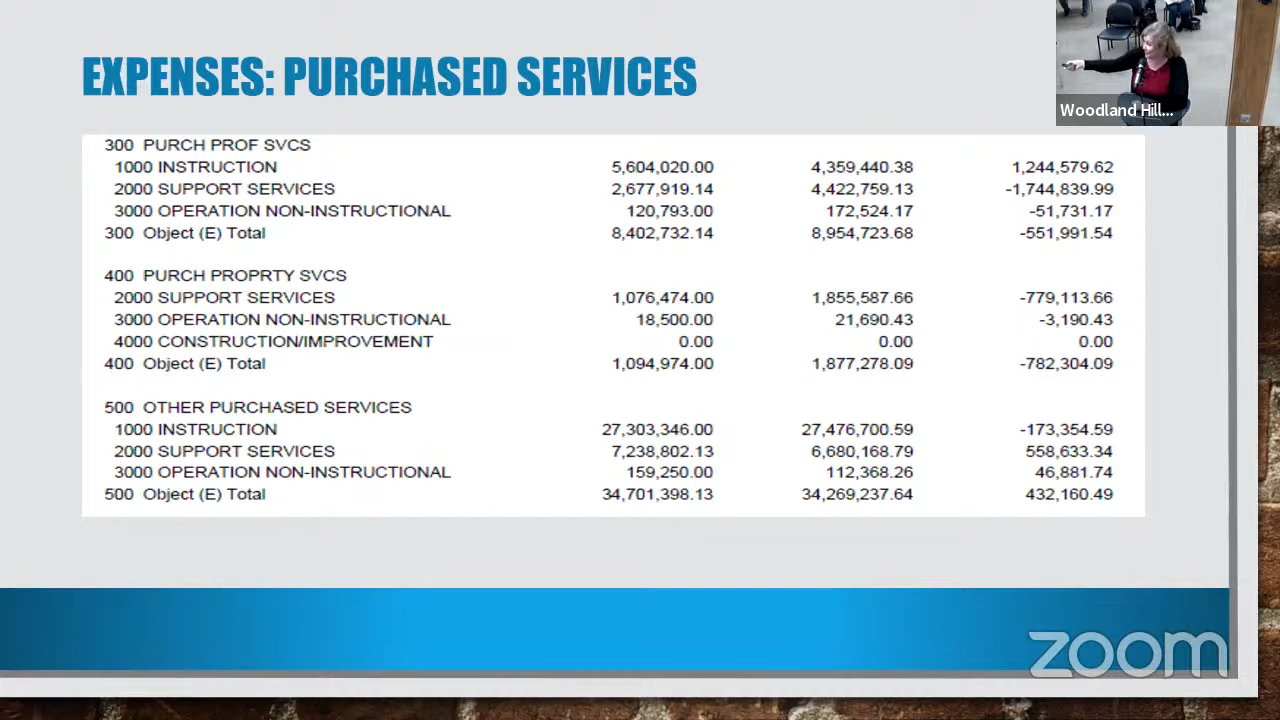 EXPENSES: PURCHASED SERVICES
Woodland Hill...
300 PURCH PROF SVCS
1000 INSTRUCTION 5,604,020.00 4,359,440.38 1,244,579.62
2000 SUPPORT SERVICES 2,677,919.14 4,422,759.13 -1,744,839.99
3000 OPERATION NON-INSTRUCTIONAL 120,793.00 172,524.17 -51,731.17
300 Object (E) Total 8,402,732.14 8,954,723.68 -551,991.54
400 PURCH PROPRTY SVCS
2000 SUPPORT SERVICES 1,076,474.00 1,855,587.66 -779,113.66
3000 OPERATION NON-INSTRUCTIONAL 18,500.00 21,690.43 -3,190.43
4000 CONSTRUCTION/IMPROVEMENT 0.00 0.00 0.00
400 Object (E) Total 1,094,974.00 1,877,278.09 -782,304.09
500 OTHER PURCHASED SERVICES
1000 INSTRUCTION 27,303,346.00 27,476,700.59 -173,354.59
2000 SUPPORT SERVICES 7,238,802.13 6,680,168.79 558,633.34
3000 OPERATION NON-INSTRUCTIONAL 159,250.00 112,368.26 46,881.74
500 Object (E) Total 34,701,398.13 34,269,237.64 432,160.49
zoom